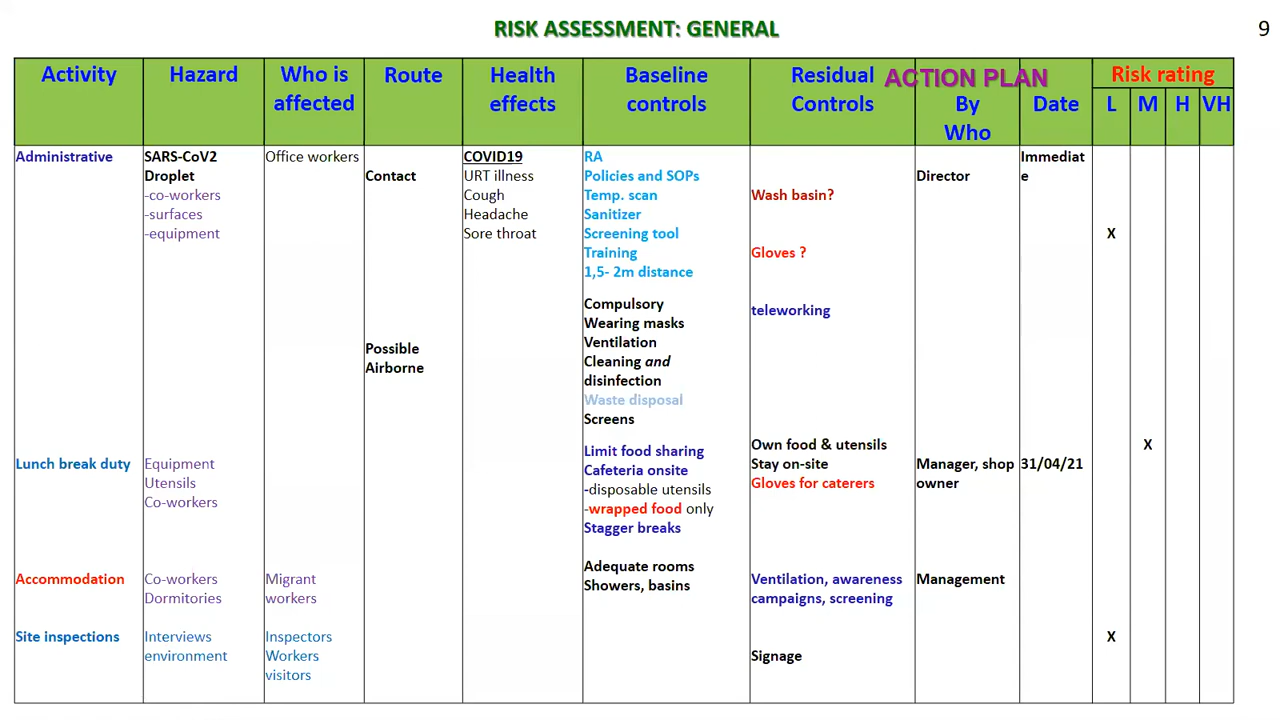 RISK ASSESSMENT: GENERAL
9
Activity
Hazard
Who is
affected
Route
Health
effects
Baseline
controls
Residual
Controls
ACTION PLAN
By
Who
Date
Risk rating
L
M
H
VH
Administrative
SARS-CoV2
Droplet
-co-workers
-surfaces
-equipment
Office workers
Contact
Possible
Airborne
COVID19
URT illness
Cough
Headache
Sore throat
RA
Policies and SOPs
Temp. scan
Sanitizer
Screening tool
Training
1,5- 2m distance
Compulsory
Wearing masks
Ventilation
Cleaning and
disinfection
Waste disposal
Screens
Wash basin?
Gloves ?
teleworking
Director
Immediat
e
X
Lunch break duty
Equipment
Utensils
Co-workers
Limit food sharing
Cafeteria onsite
-disposable utensils
-wrapped food only
Stagger breaks
Own food & utensils
Stay on-site
Gloves for caterers
Manager, shop
owner
31/04/21
X
Accommodation
Co-workers
Dormitories
Migrant
workers
Adequate rooms
Showers, basins
Ventilation, awareness
campaigns, screening
Management
Site inspections
Interviews
environment
Inspectors
Workers
visitors
Signage
X